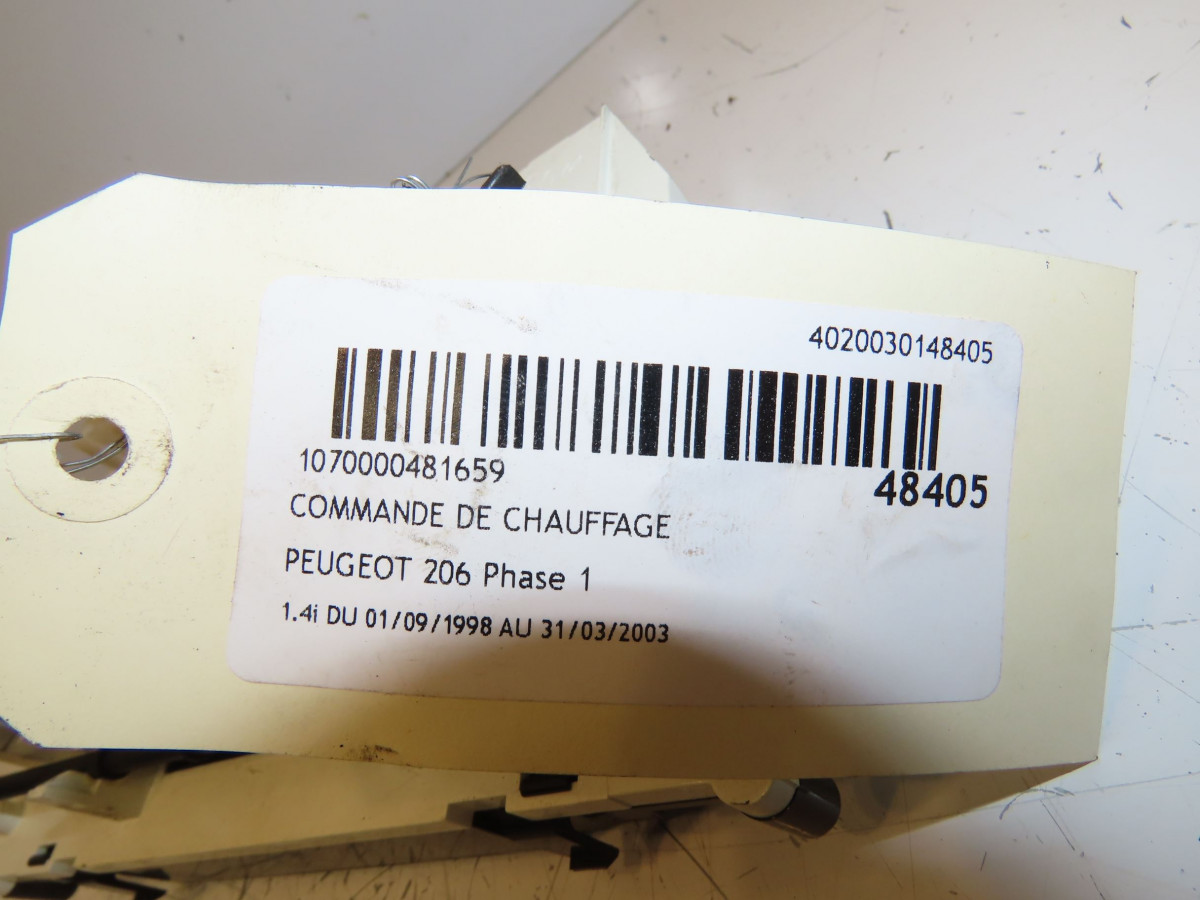 4020030148405
1070000481659
48405
COMMANDE DE CHAUFFAGE
PEUGEOT 206 Phase 1
1.4i DU 01/09/1998 AU 31/03/2003